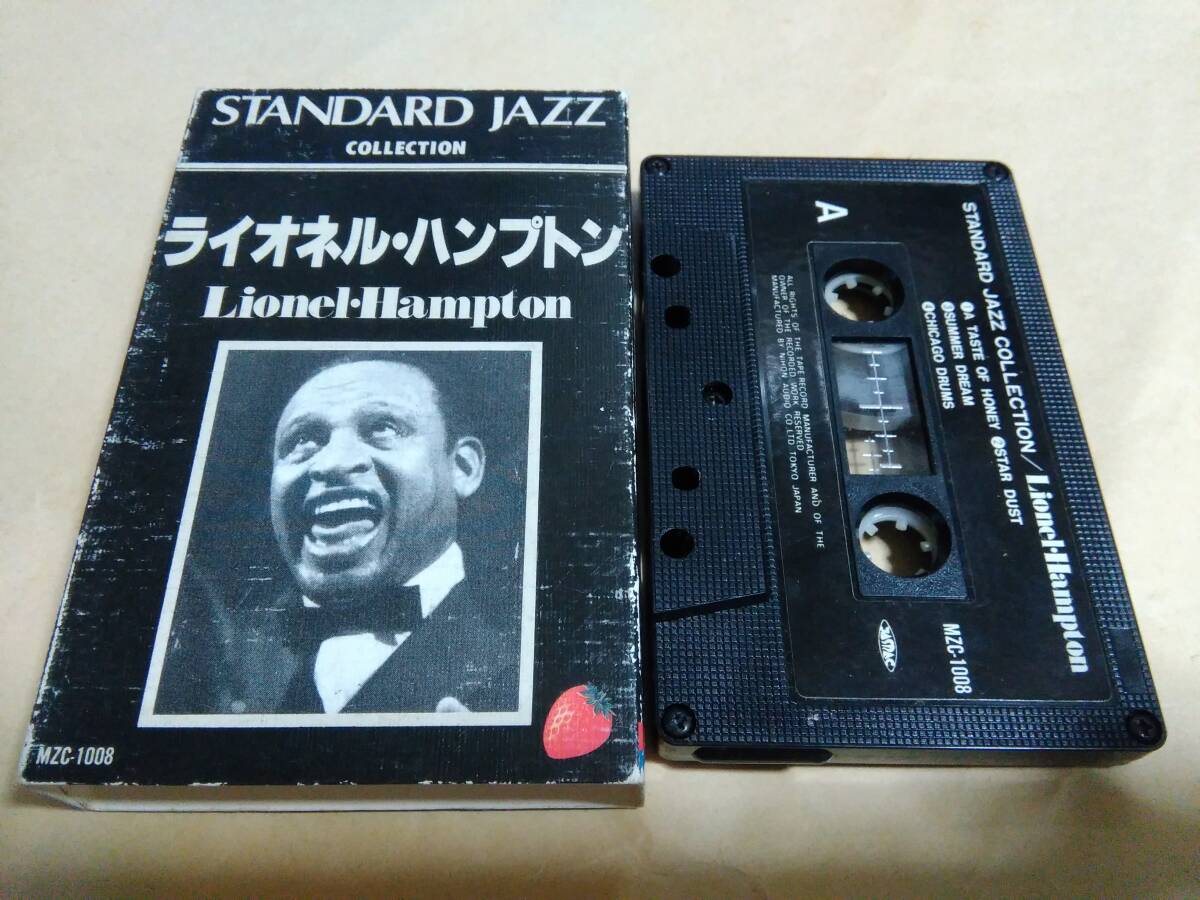 STANDARD JAZZ
COLLECTION
ライオネル・ハンプトン
Lionel·Hampton
MZC-1008
STANDARD JAZZ COLLECTION/Lionel·Hampton
❶A TASTE OF HONEY ❷STAR DUST
❸SUMMER DREAM
❹CHICAGO DRUMS
A
MZC-1008
ALL RIGHTS OF THE TAPE RECORD MANUFACTURER AND OF THE
OWNER OF THE RECORDED WORK RESERVED
MANUFACTURED BY NIHON AUDIO CO LTD TOKYO JAPAN